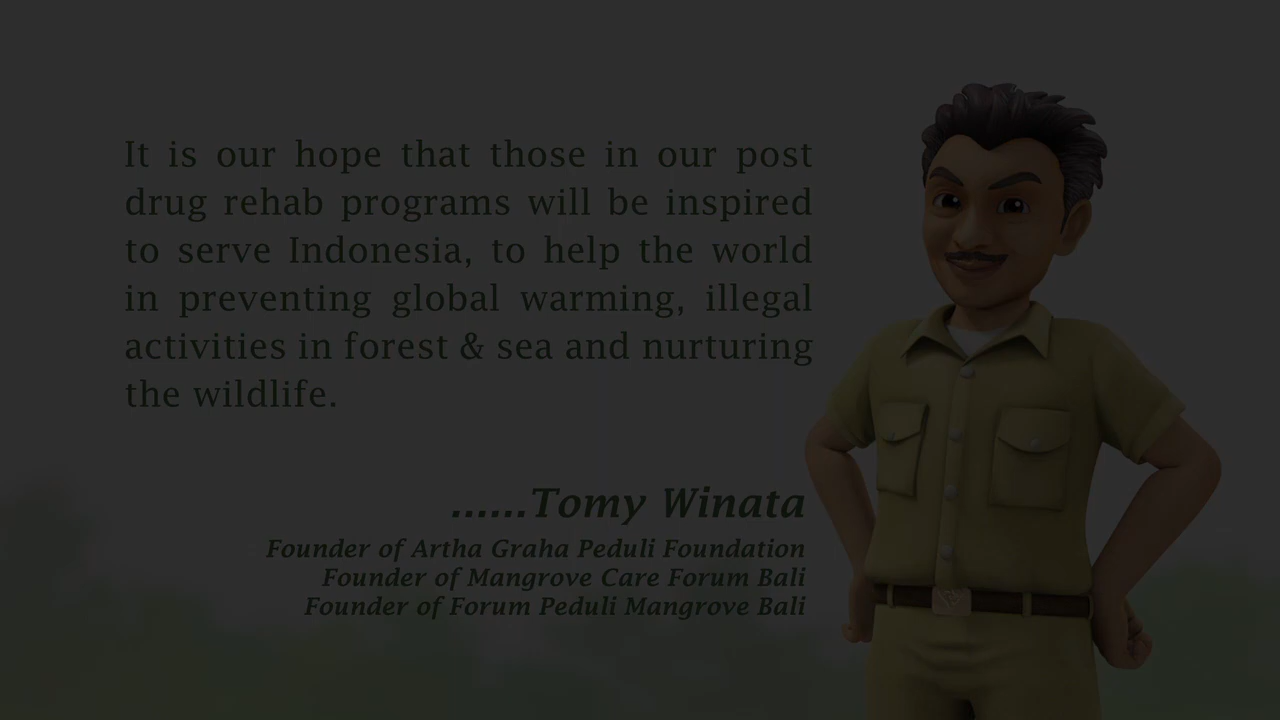 It is our hope that those in our post
drug rehab programs will be inspired
to serve Indonesia, to help the world
in preventing global warming, illegal
activities in forest & sea and nurturing
the wildlife.
......Tomy Winata
Founder of Artha Graha Peduli Foundation
Founder of Mangrove Care Forum Bali
Founder of Forum Peduli Mangrove Bali